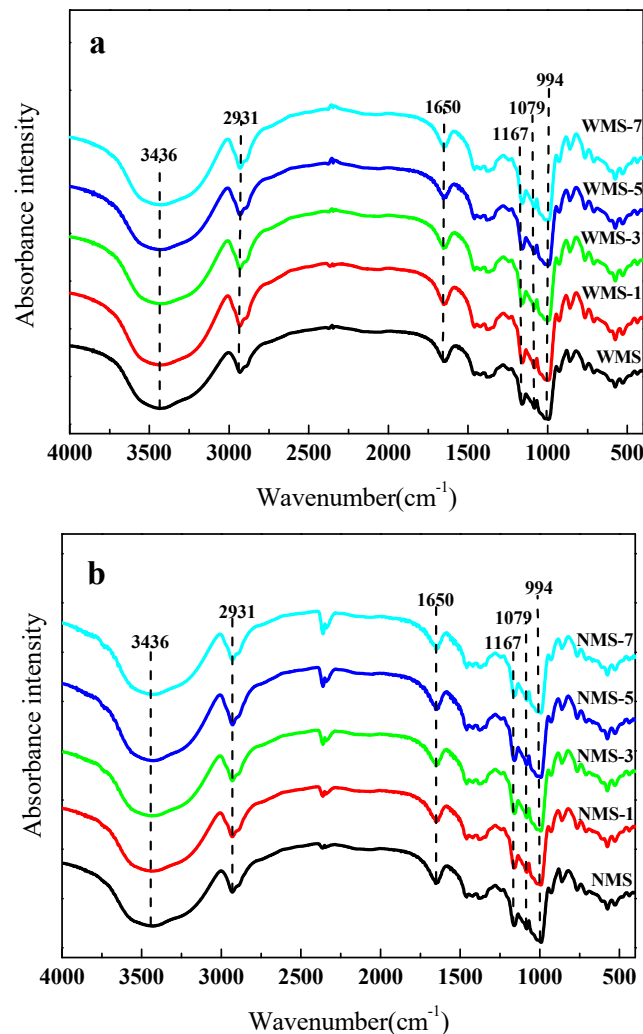 a
994
1079
2931
1650
1167
3436
WMS-7
WMS-5
WMS-3
WMS-1
WMS
Absorbance intensity
4000 3500 3000 2500 2000 1500 1000 500
Wavenumber(cm-1)
b
994
2931
1650
1079
3436
1167
NMS-7
NMS-5
NMS-3
NMS-1
NMS
Absorbance intensity
4000 3500 3000 2500 2000 1500 1000 500
Wavenumber(cm-1)